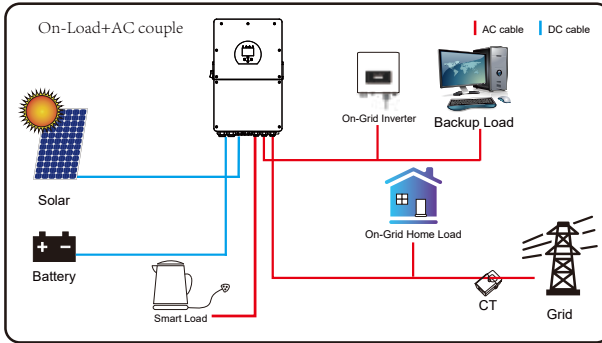 On-Load+AC couple
AC cable
DC cable
On-Grid Inverter
Backup Load
Solar
On-Grid Home Load
Battery
Smart Load
CT
Grid